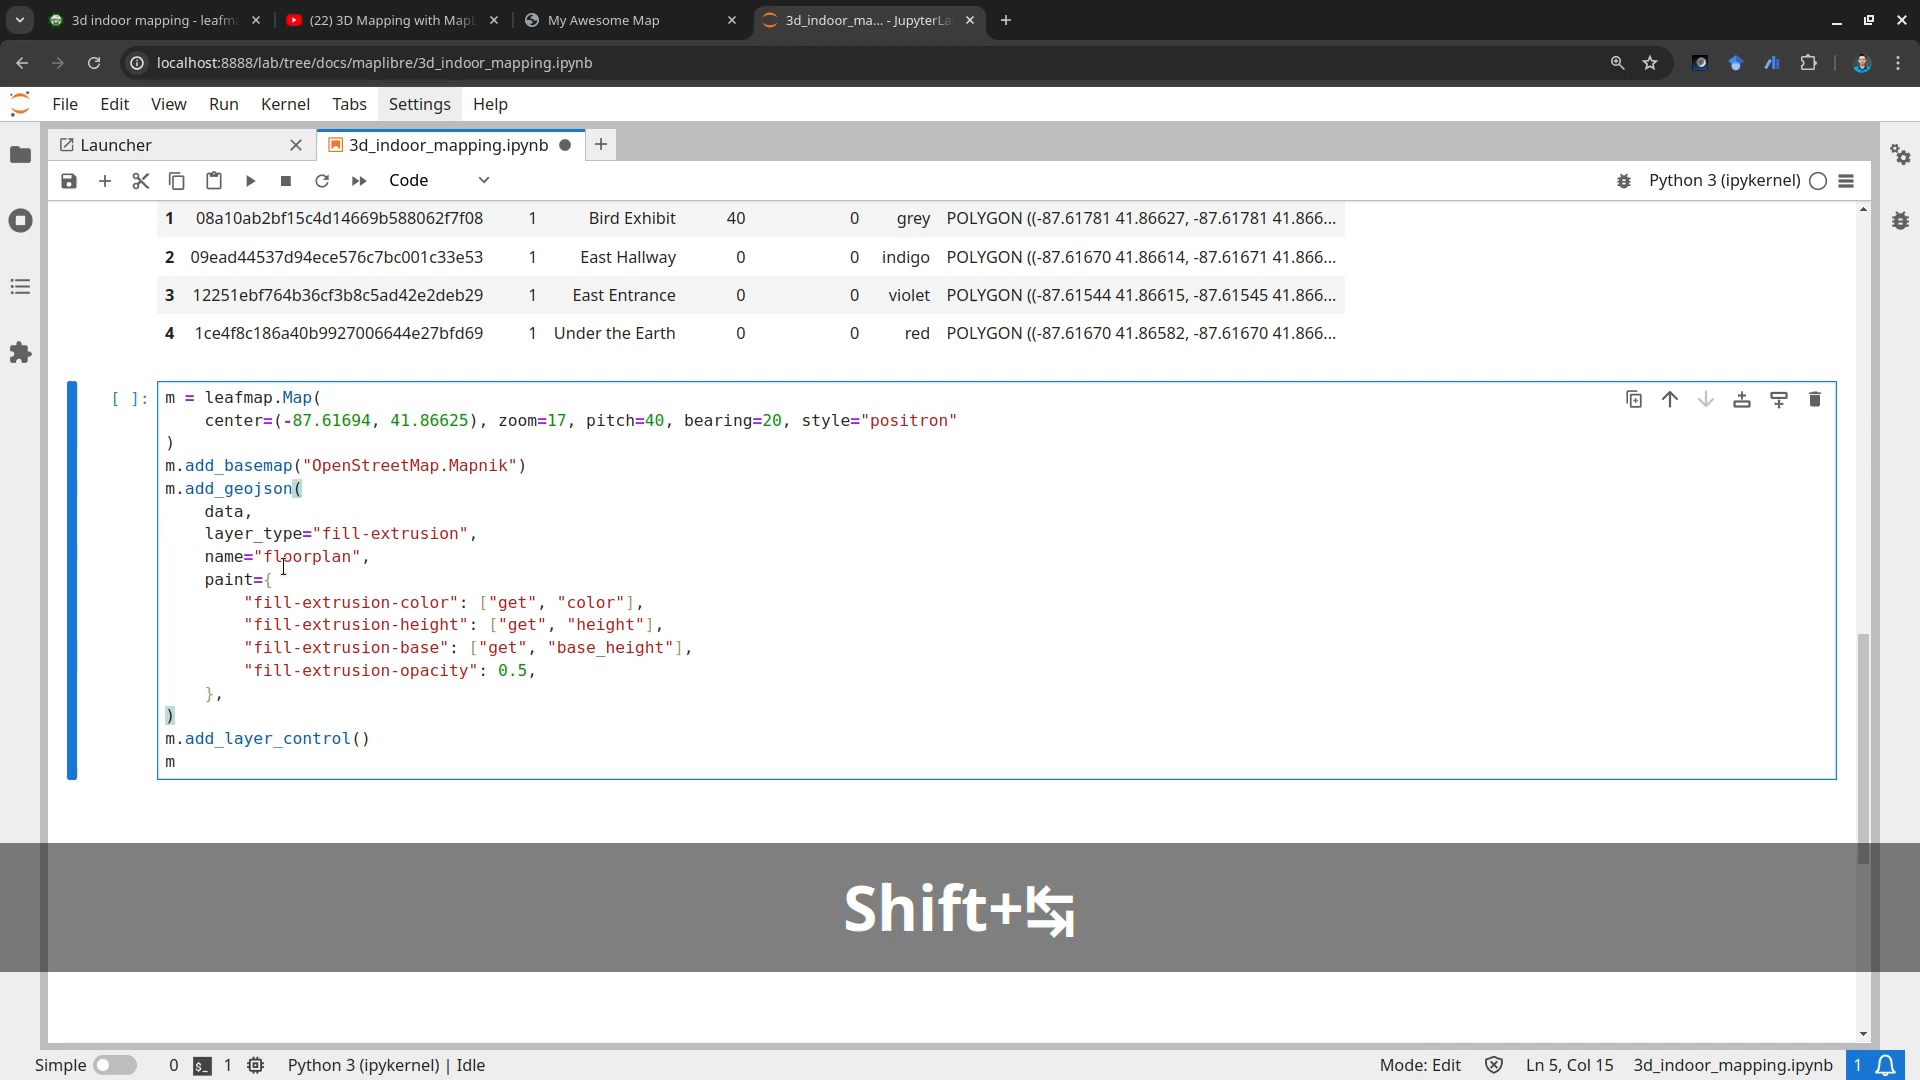 3d indoor mapping - leafm
(22) 3D Mapping with MapL
My Awesome Map
3d_indoor_ma... - JupyterLa
localhost:8888/lab/tree/docs/maplibre/3d_indoor_mapping.ipynb
File Edit View Run Kernel Tabs Settings Help
Launcher
3d_indoor_mapping.ipynb
Code
Python 3 (ipykernel)
1 08a10ab2bf15c4d14669b588062f7f08 1 Bird Exhibit 40 0 grey POLYGON ((-87.61781 41.86627, -87.61781 41.866...
2 09ead44537d94ece576c7bc001c33e53 1 East Hallway 0 0 indigo POLYGON ((-87.61670 41.86614, -87.61671 41.866...
3 12251ebf764b36cf3b8c5ad42e2deb29 1 East Entrance 0 0 violet POLYGON ((-87.61544 41.86615, -87.61545 41.866...
4 1ce4f8c186a40b9927006644e27bfd69 1 Under the Earth 0 0 red POLYGON ((-87.61670 41.86582, -87.61670 41.866...
[ ]: m = leafmap.Map(
center=(-87.61694, 41.86625), zoom=17, pitch=40, bearing=20, style="positron"
)
m.add_basemap("OpenStreetMap.Mapnik")
m.add_geojson(
data,
layer_type="fill-extrusion",
name="floorplan",
paint={
"fill-extrusion-color": ["get", "color"],
"fill-extrusion-height": ["get", "height"],
"fill-extrusion-base": ["get", "base_height"],
"fill-extrusion-opacity": 0.5,
},
)
m.add_layer_control()
m
Shift+↹
Simple 0 $_ 1 Python 3 (ipykernel) | Idle Mode: Edit Ln 5, Col 15 3d_indoor_mapping.ipynb 1